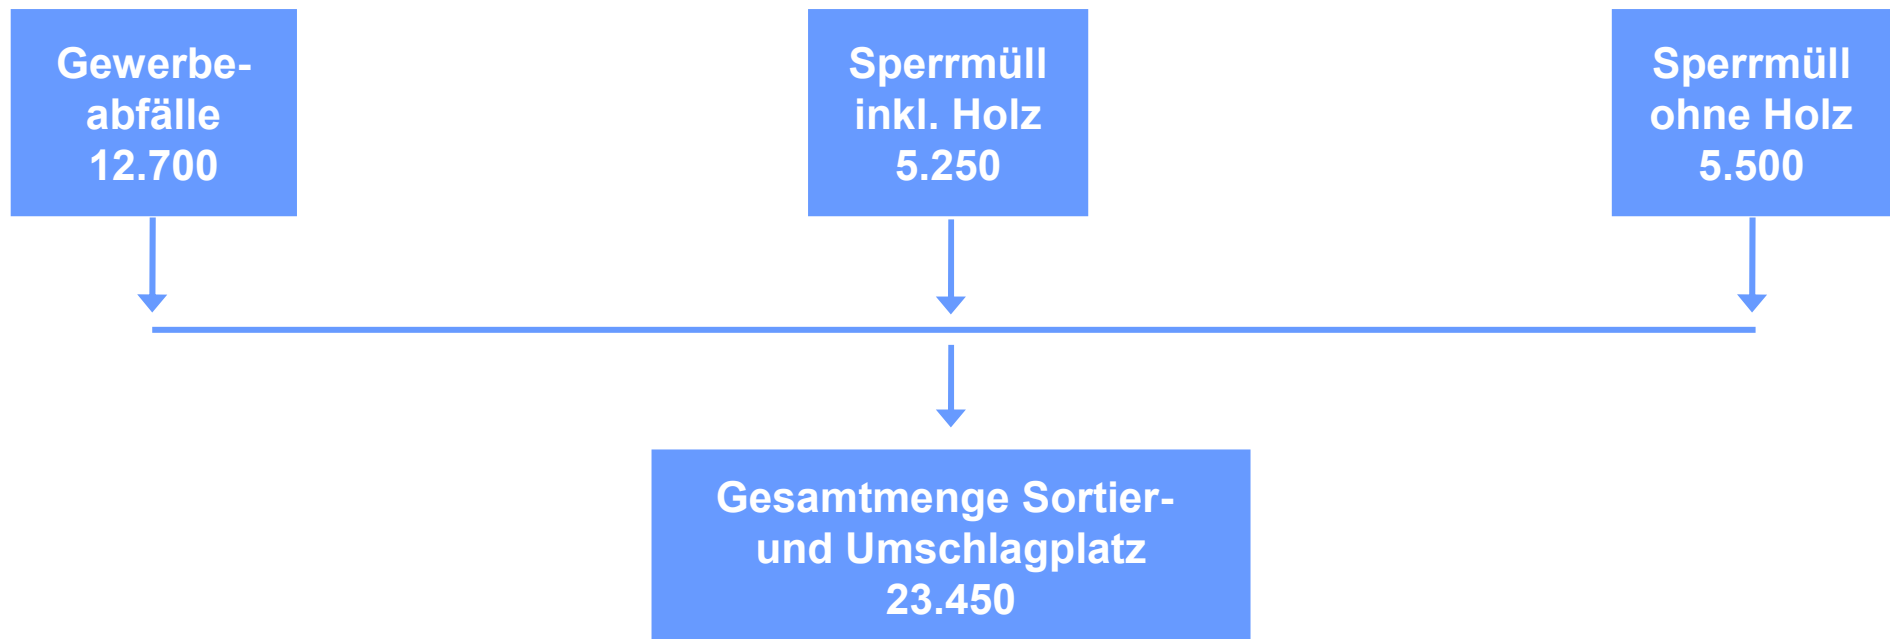 Gewerbe-
abfälle
12.700
Sperrmüll
inkl. Holz
5.250
Sperrmüll
ohne Holz
5.500
Gesamtmenge Sortier-
und Umschlagplatz
23.450